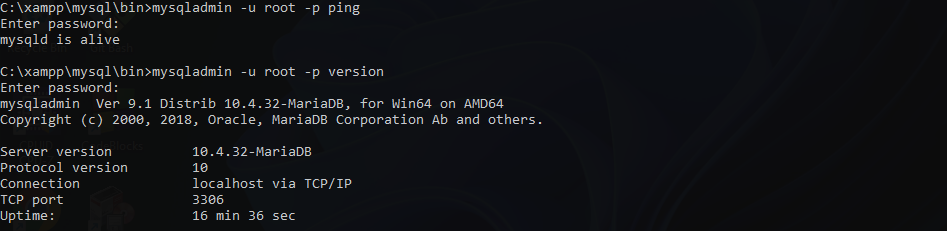 C:\xampp\mysql\bin>mysqladmin -u root -p ping
Enter password:
mysqld is alive
C:\xampp\mysql\bin>mysqladmin -u root -p version
Enter password:
mysqladmin  Ver 9.1 Distrib 10.4.32-MariaDB, for Win64 on AMD64
Copyright (c) 2000, 2018, Oracle, MariaDB Corporation Ab and others.
Server version          10.4.32-MariaDB
Protocol version        10
Connection              localhost via TCP/IP
TCP port                3306
Uptime:                 16 min 36 sec